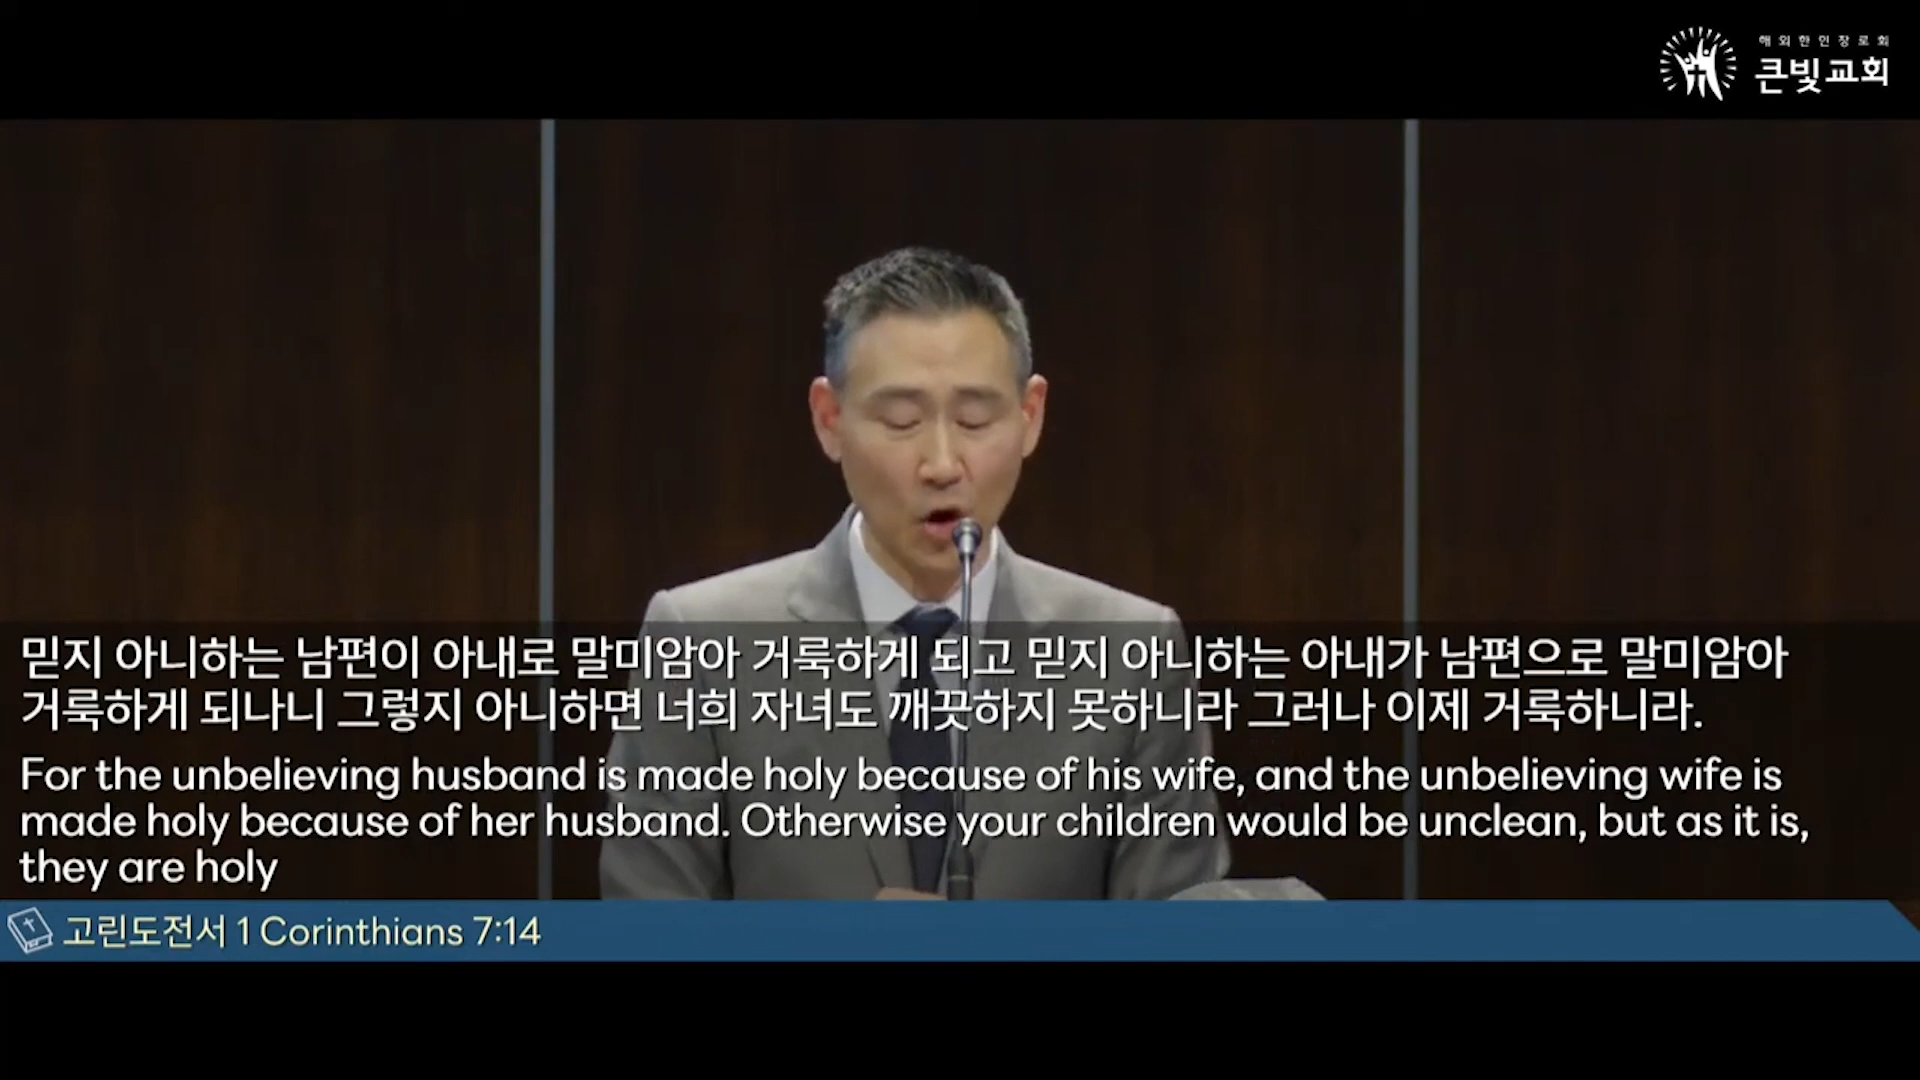 해외한인장로회
큰빛교회
믿지 아니하는 남편이 아내로 말미암아 거룩하게 되고 믿지 아니하는 아내가 남편으로 말미암아
거룩하게 되나니 그렇지 아니하면 너희 자녀도 깨끗하지 못하니라 그러나 이제 거룩하니라.
For the unbelieving husband is made holy because of his wife, and the unbelieving wife is
made holy because of her husband. Otherwise your children would be unclean, but as it is,
they are holy
고린도전서 1 Corinthians 7:14